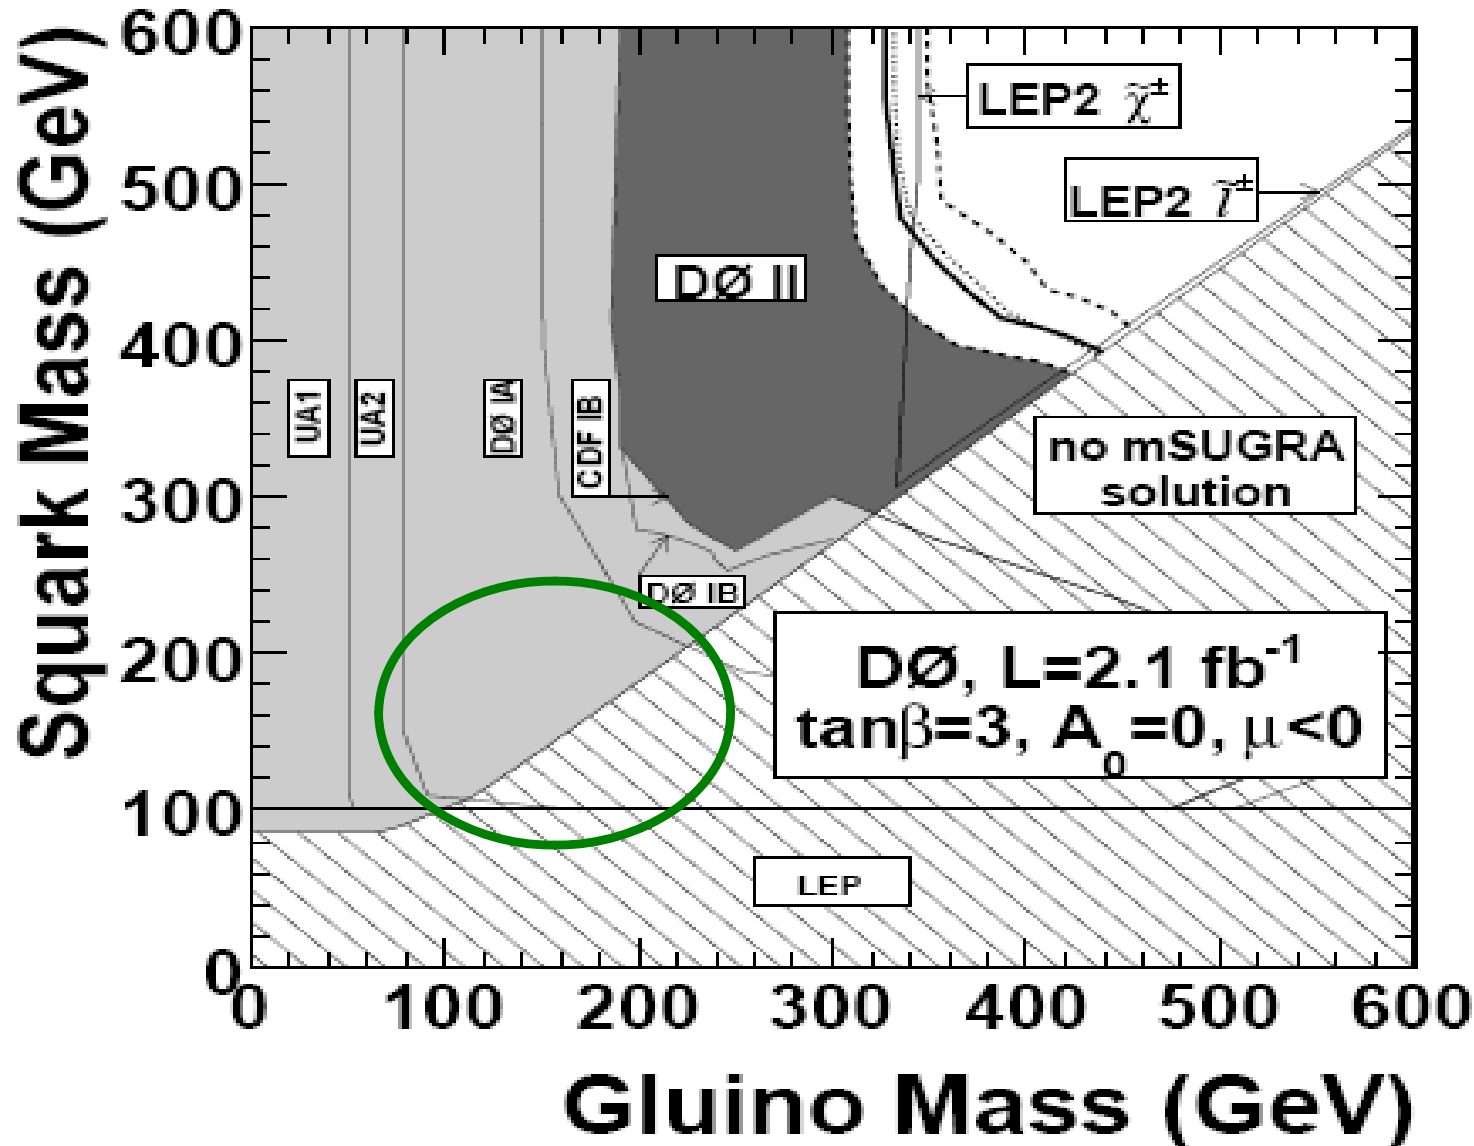 Squark Mass (GeV)
600
500
400
300
200
100
0
LEP2 χ̃±
LEP2 l̃±
DØ II
UA1
UA2
DØ IA
CDF IB
DØ IB
no mSUGRA
solution
DØ, L=2.1 fb⁻¹
tanβ=3, A₀=0, μ<0
LEP
0 100 200 300 400 500 600
Gluino Mass (GeV)